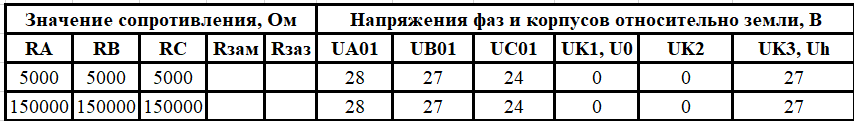 Значение сопротивления, Ом Напряжения фаз и корпусов относительно земли, В
RA RB RC Rзам Rзаз UA01 UB01 UC01 UK1, U0 UK2 UK3, Uh
5000 5000 5000 28 27 24 0 0 27
150000 150000 150000 28 27 24 0 0 27